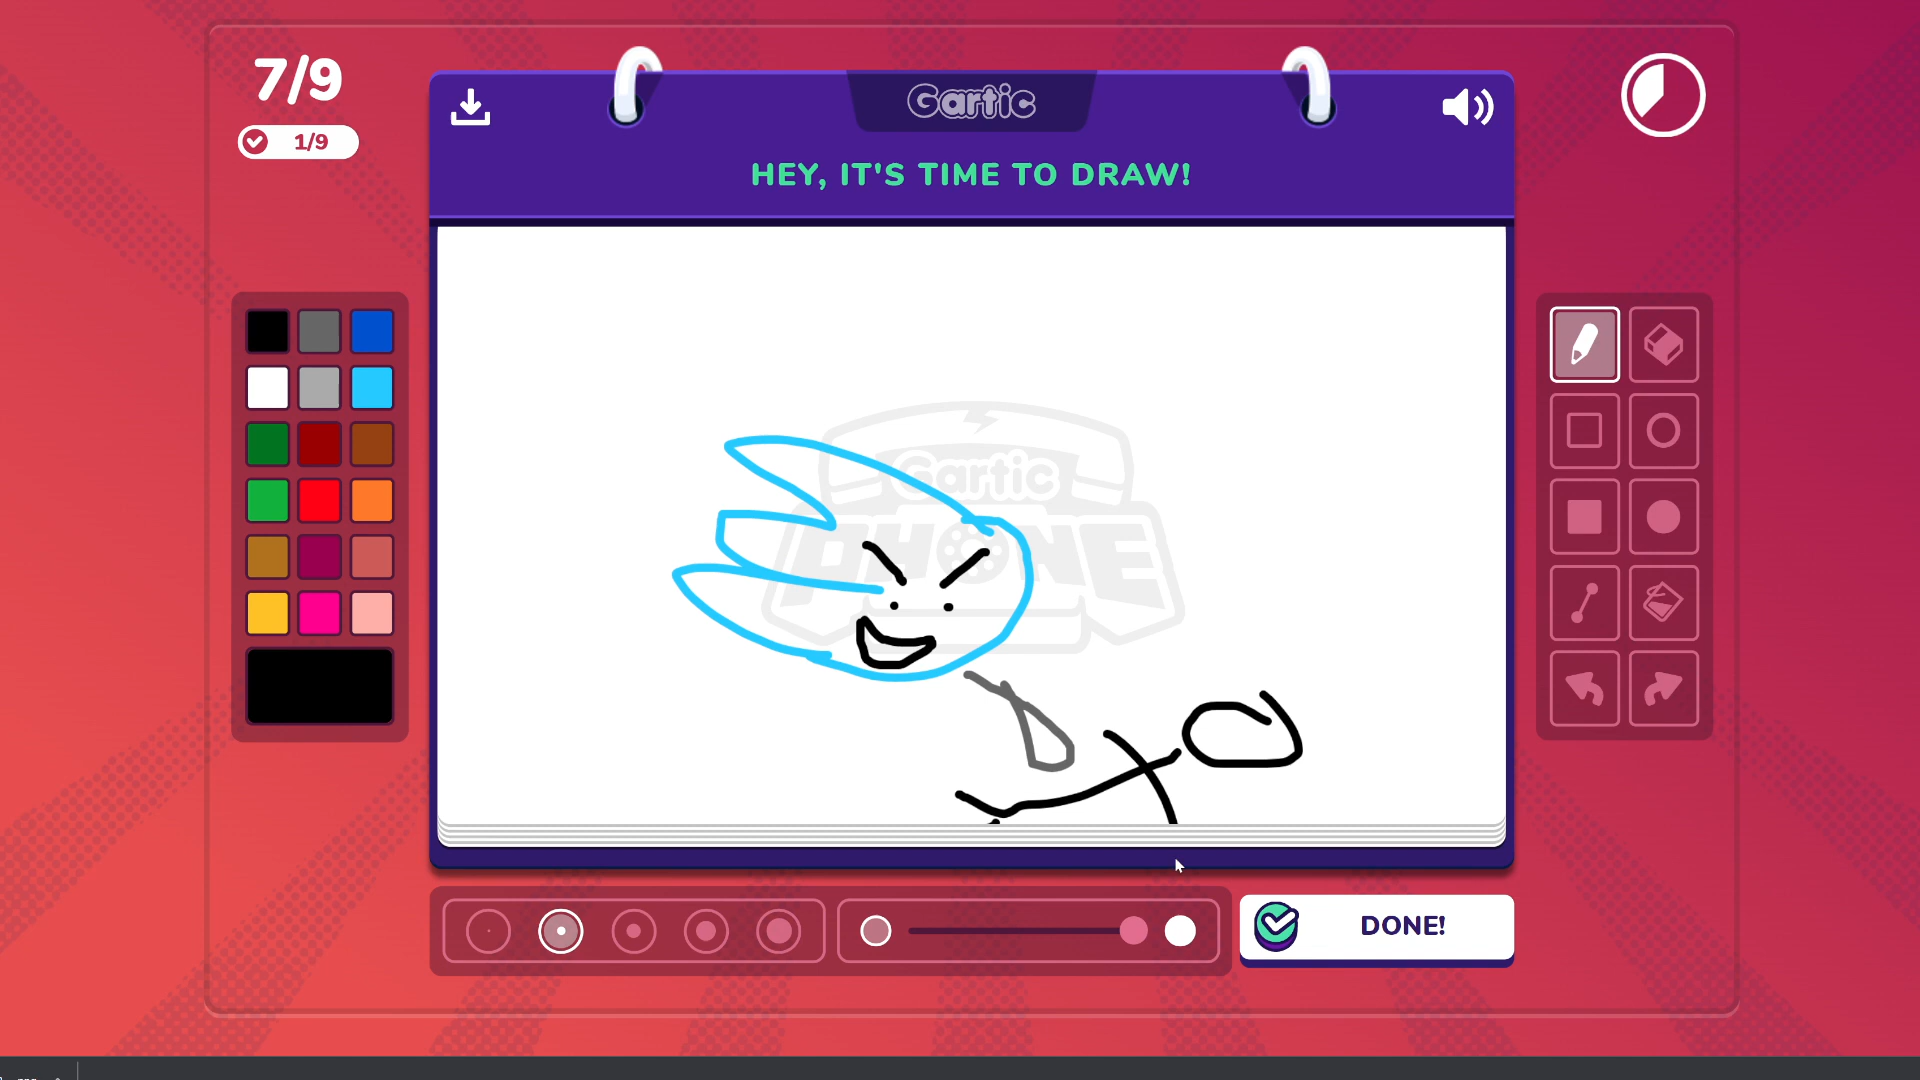 7/9
1/9
Gartic
HEY, IT'S TIME TO DRAW!
Gartic
PHONE
DONE!